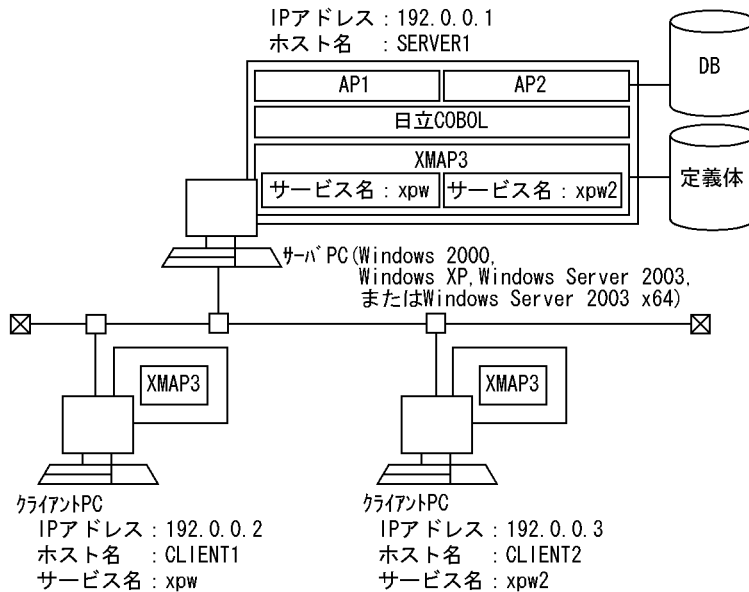 IPアドレス：192.0.0.1
ホスト名　：SERVER1
AP1
AP2
DB
日立COBOL
XMAP3
サービス名：xpw
サービス名：xpw2
定義体
ｻｰﾊﾞPC(Windows 2000,
Windows XP,Windows Server 2003,
またはWindows Server 2003 x64)
XMAP3
XMAP3
ｸﾗｲｱﾝﾄPC
IPアドレス：192.0.0.2
ホスト名　：CLIENT1
サービス名：xpw
ｸﾗｲｱﾝﾄPC
IPアドレス：192.0.0.3
ホスト名　：CLIENT2
サービス名：xpw2